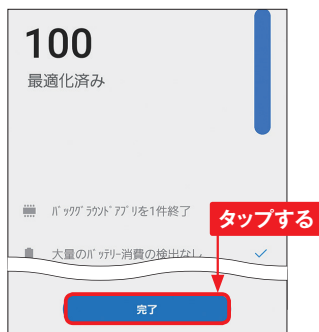 100
最適化済み
バックグラウンドアプリを1件終了
タップする
大量のバッテリー消費の検出なし
完了